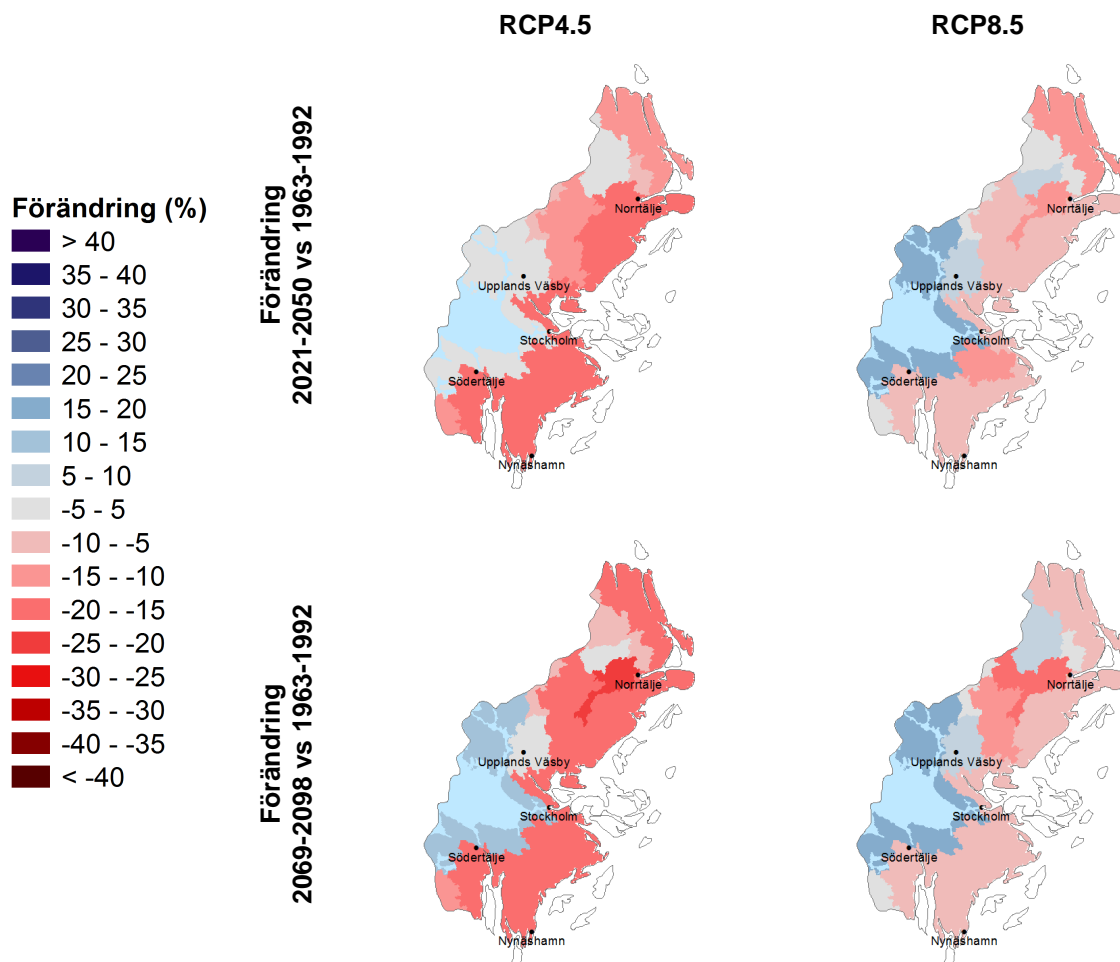 RCP4.5
RCP8.5
Förändring
2021-2050 vs 1963-1992
Förändring (%)
> 40
35 - 40
30 - 35
25 - 30
20 - 25
15 - 20
10 - 15
5 - 10
-5 - 5
-10 - -5
-15 - -10
-20 - -15
-25 - -20
-30 - -25
-35 - -30
-40 - -35
< -40
Norrtälje
Upplands Väsby
Stockholm
Södertälje
Nynäshamn
Norrtälje
Upplands Väsby
Stockholm
Södertälje
Nynäshamn
Förändring
2069-2098 vs 1963-1992
Norrtälje
Upplands Väsby
Stockholm
Södertälje
Nynäshamn
Norrtälje
Upplands Väsby
Stockholm
Södertälje
Nynäshamn